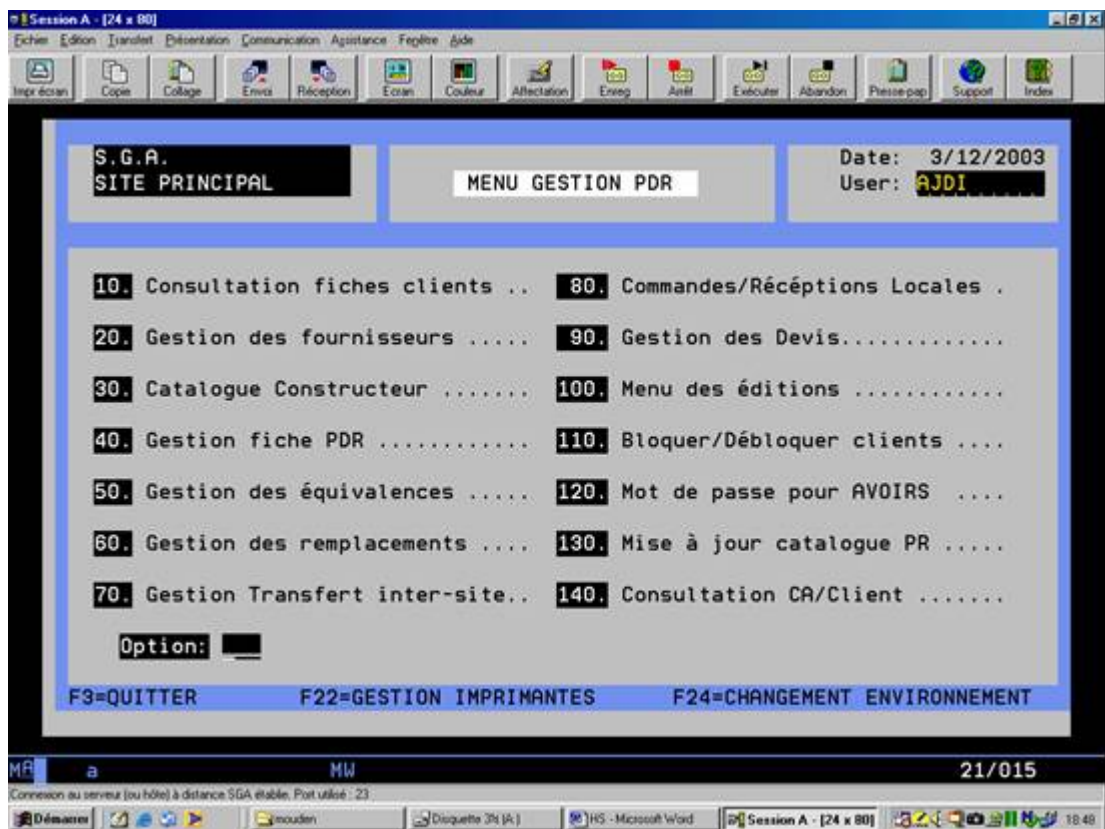 Session A - [24 x 80]
Fichier Edition Transfert Présentation Communication Assistance Fenêtre Aide
Impr écran Copie Collage Envoi Réception Ecran Couleur Affectation Enreg Arrêt Exécuter Abandon Presse-pap Support Index
S.G.A. Date: 3/12/2003
SITE PRINCIPAL MENU GESTION PDR User: AJDI
10. Consultation fiches clients .. 80. Commandes/Récéptions Locales .
20. Gestion des fournisseurs ..... 90. Gestion des Devis.............
30. Catalogue Constructeur ....... 100. Menu des éditions ............
40. Gestion fiche PDR ............ 110. Bloquer/Débloquer clients ....
50. Gestion des équivalences ..... 120. Mot de passe pour AVOIRS ....
60. Gestion des remplacements .... 130. Mise à jour catalogue PR .....
70. Gestion Transfert inter-site.. 140. Consultation CA/Client .......
Option:
F3=QUITTER F22=GESTION IMPRIMANTES F24=CHANGEMENT ENVIRONNEMENT
MA a MW 21/015
Connexion au serveur (ou hôte) à distance SGA établie. Port utilisé : 23
Démarrer mouden Disquette 3½ (A:) HS - Microsoft Word Session A - [24 x 80] 18:48